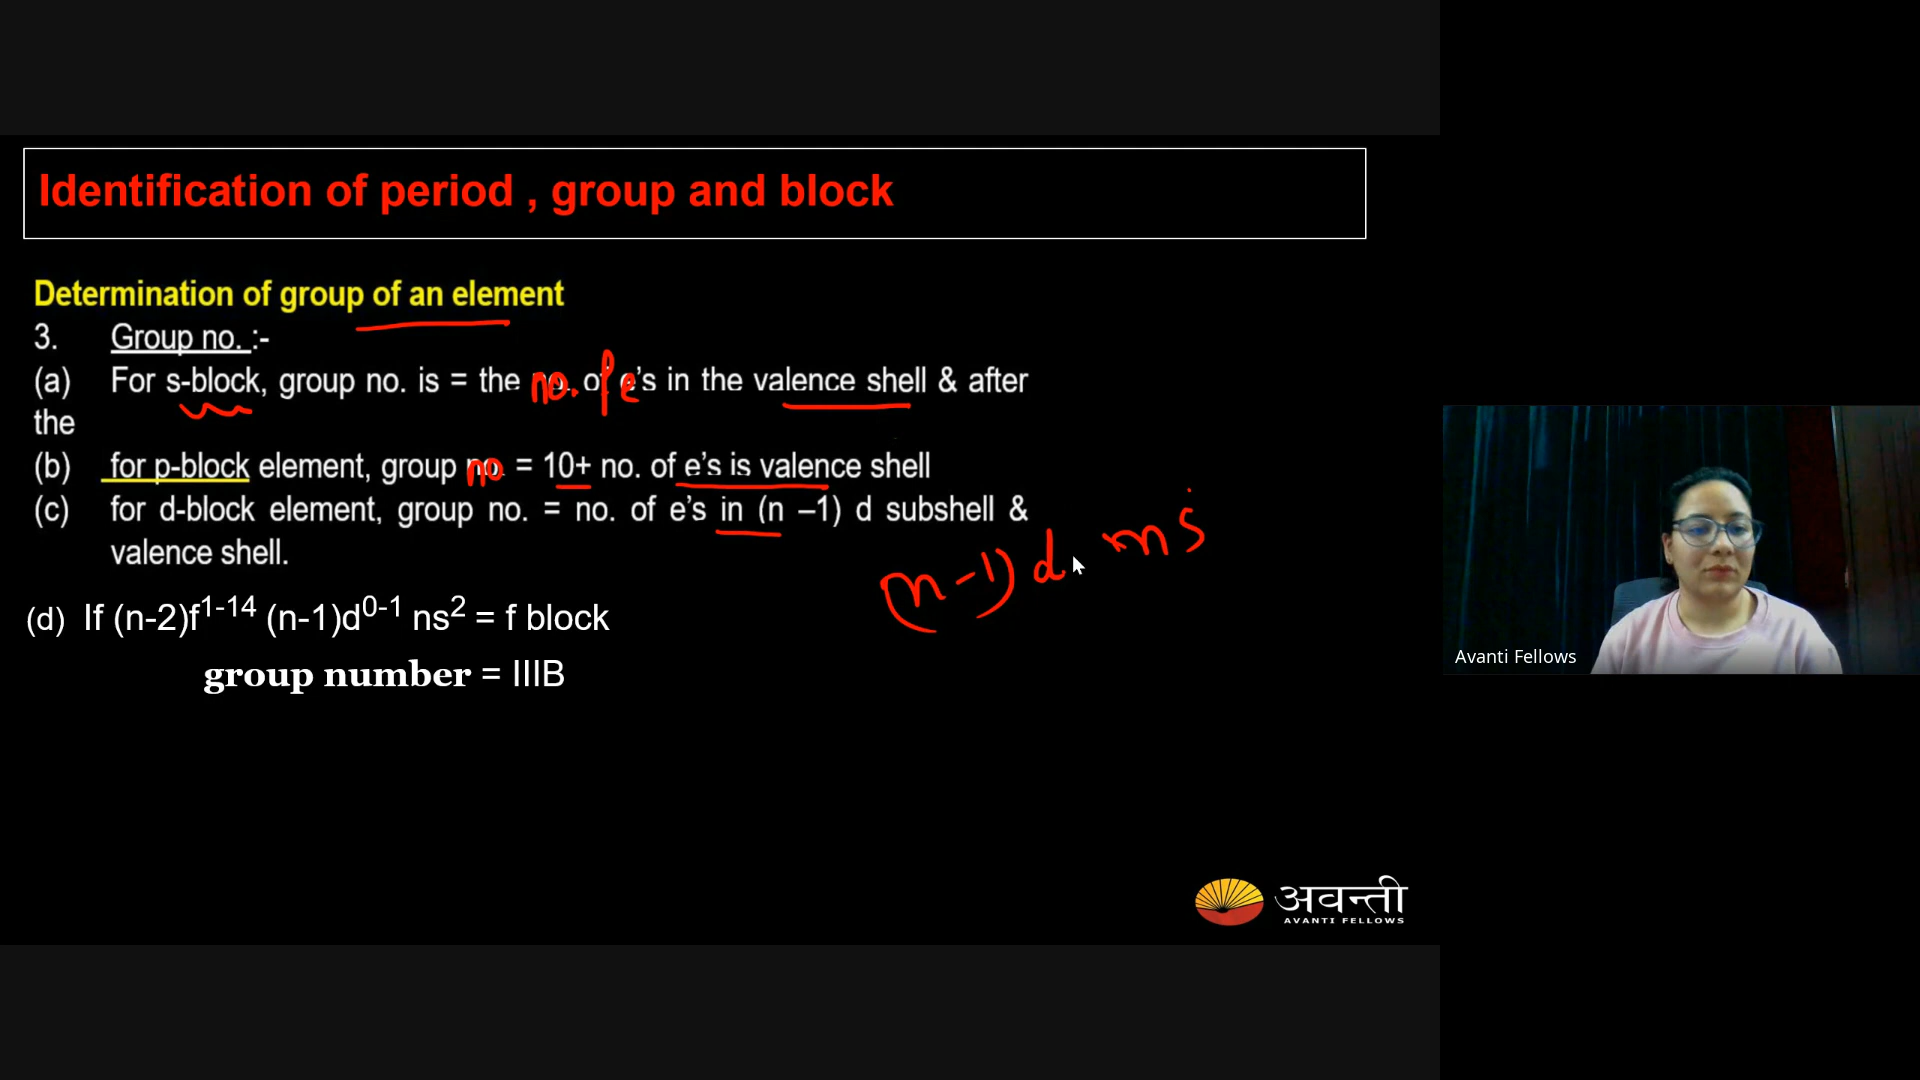 Identification of period , group and block
Determination of group of an element
3. Group no. :-
(a) For s-block, group no. is = the no. of e's in the valence shell & after
the
(b) for p-block element, group no = 10+ no. of e’s is valence shell
(c) for d-block element, group no. = no. of e’s in (n –1) d subshell &
valence shell.
(n-1) d ns
(d) If (n-2)f1-14 (n-1)d0-1 ns2 = f block
group number = IIIB
Avanti Fellows
अवन्ती
AVANTI FELLOWS